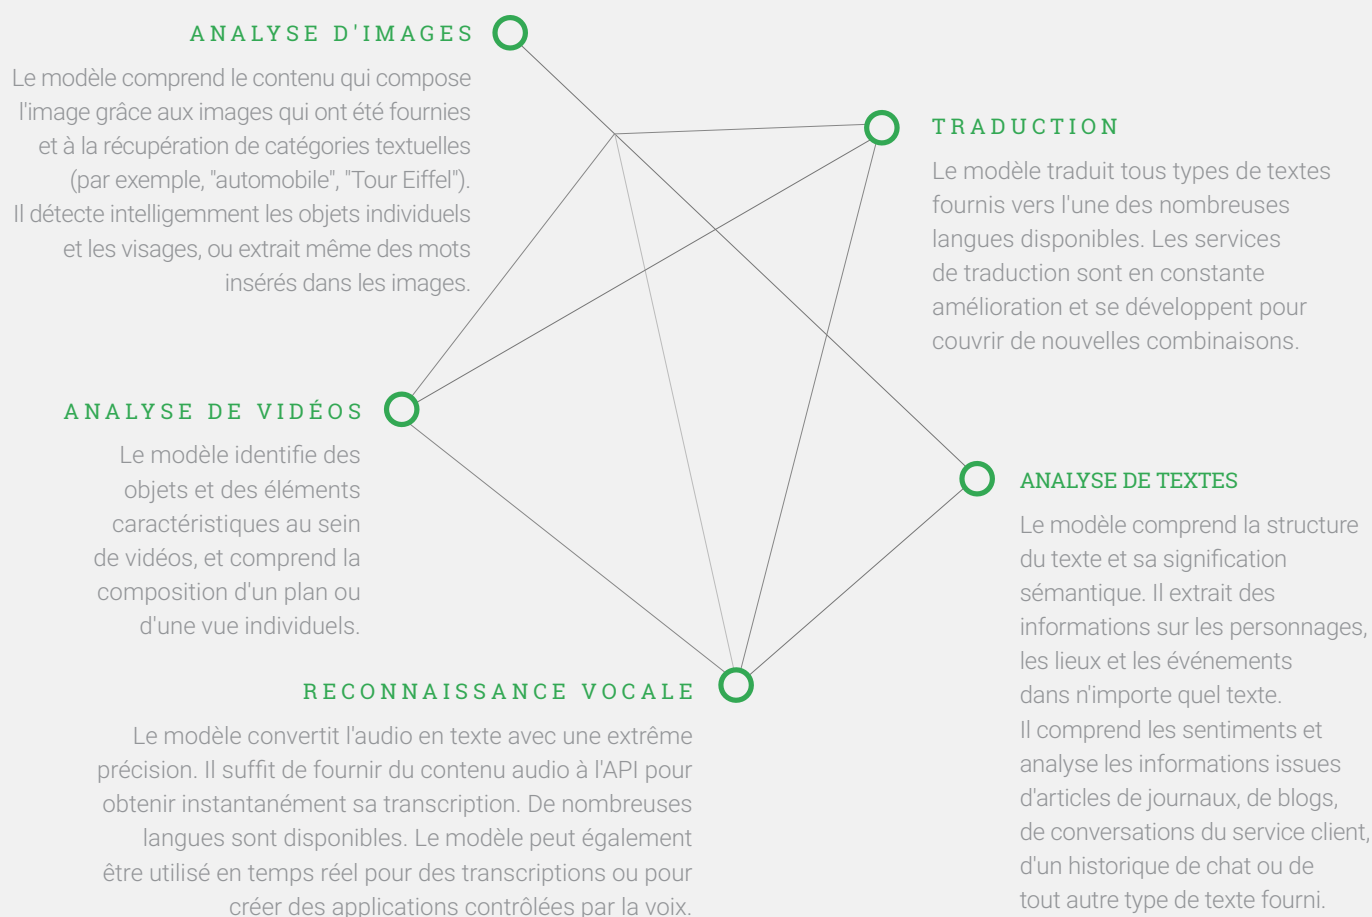 ANALYSE D'IMAGES
Le modèle comprend le contenu qui compose
l'image grâce aux images qui ont été fournies
et à la récupération de catégories textuelles
(par exemple, "automobile", "Tour Eiffel").
Il détecte intelligemment les objets individuels
et les visages, ou extrait même des mots
insérés dans les images.
TRADUCTION
Le modèle traduit tous types de textes
fournis vers l'une des nombreuses
langues disponibles. Les services
de traduction sont en constante
amélioration et se développent pour
couvrir de nouvelles combinaisons.
ANALYSE DE VIDÉOS
Le modèle identifie des
objets et des éléments
caractéristiques au sein
de vidéos, et comprend la
composition d'un plan ou
d'une vue individuels.
ANALYSE DE TEXTES
Le modèle comprend la structure
du texte et sa signification
sémantique. Il extrait des
informations sur les personnages,
les lieux et les événements
dans n'importe quel texte.
Il comprend les sentiments et
analyse les informations issues
d'articles de journaux, de blogs,
de conversations du service client,
d'un historique de chat ou de
tout autre type de texte fourni.
RECONNAISSANCE VOCALE
Le modèle convertit l'audio en texte avec une extrême
précision. Il suffit de fournir du contenu audio à l'API pour
obtenir instantanément sa transcription. De nombreuses
langues sont disponibles. Le modèle peut également
être utilisé en temps réel pour des transcriptions ou pour
créer des applications contrôlées par la voix.